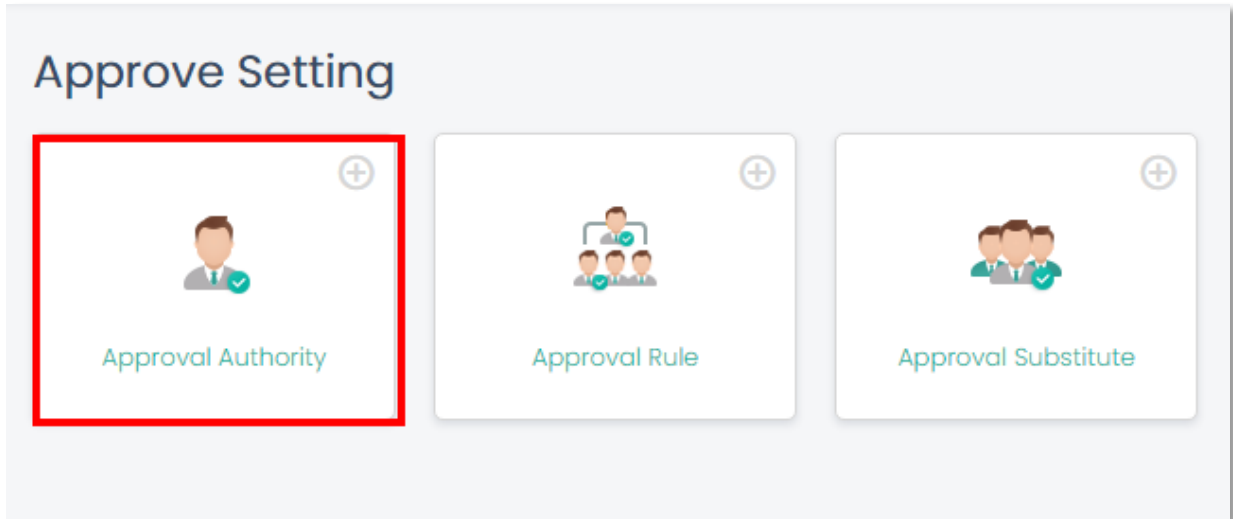 Approve Setting
Approval Authority
Approval Rule
Approval Substitute